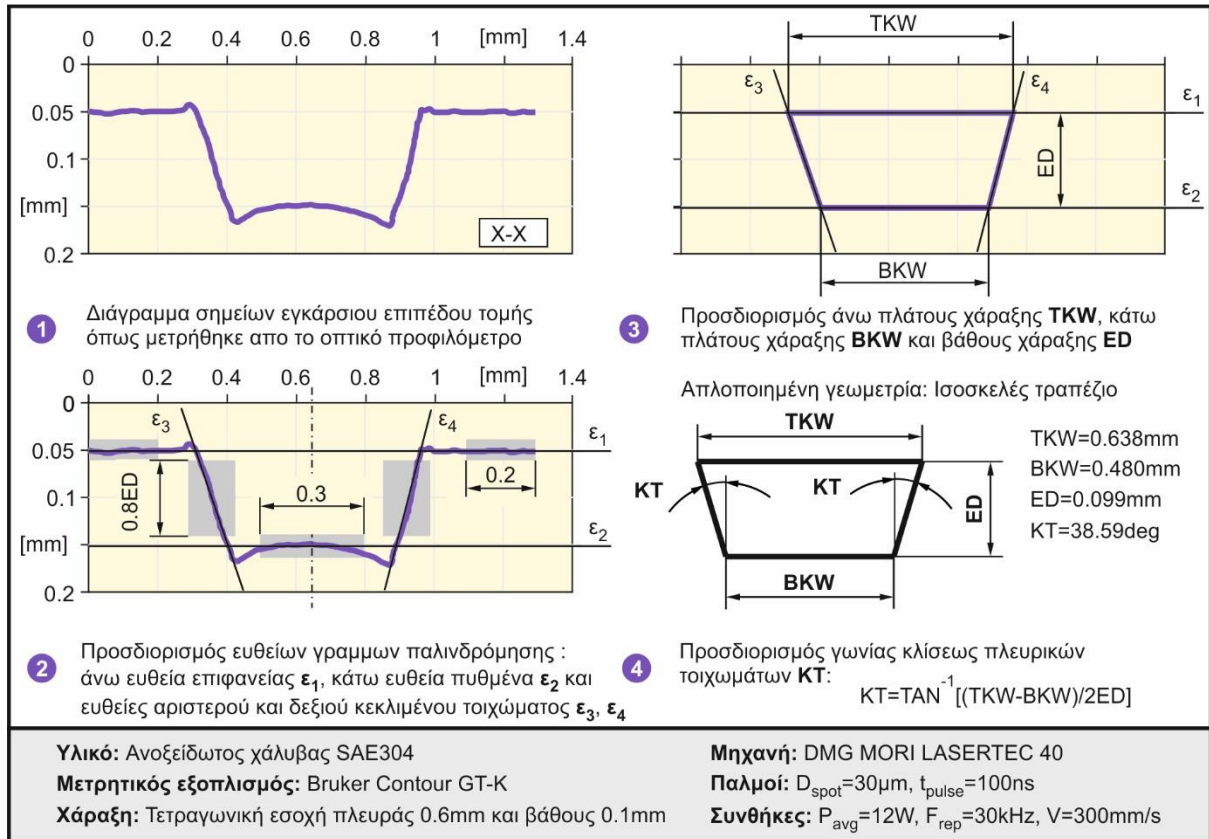 0 0.2 0.4 0.6 0.8 1 [mm] 1.4
0
0.05
0.1
[mm]
0.2
X-X
1 Διάγραμμα σημείων εγκάρσιου επιπέδου τομής
όπως μετρήθηκε απο το οπτικό προφιλόμετρο
TKW
ε3
ε4
ε1
ED
ε2
BKW
3 Προσδιορισμός άνω πλάτους χάραξης TKW, κάτω
πλάτους χάραξης BKW και βάθους χάραξης ED
0 0.2 0.4 0.6 0.8 1 [mm] 1.4
0
0.05
0.1
[mm]
0.2
ε3
ε4
ε1
0.8ED
0.3
0.2
ε2
2 Προσδιορισμός ευθείων γραμμων παλινδρόμησης :
άνω ευθεία επιφανείας ε1, κάτω ευθεία πυθμένα ε2 και
ευθείες αριστερού και δεξιού κεκλιμένου τοιχώματος ε3, ε4
Απλοποιημένη γεωμετρία: Ισοσκελές τραπέζιο
TKW
KT
KT
ED
BKW
TKW=0.638mm
BKW=0.480mm
ED=0.099mm
KT=38.59deg
4 Προσδιορισμός γωνίας κλίσεως πλευρικών
τοιχωμάτων KT:
KT=TAN-1[(TKW-BKW)/2ED]
Υλικό: Ανοξείδωτος χάλυβας SAE304
Μετρητικός εξοπλισμός: Bruker Contour GT-K
Χάραξη: Τετραγωνική εσοχή πλευράς 0.6mm και βάθους 0.1mm
Μηχανή: DMG MORI LASERTEC 40
Παλμοί: Dspot=30μm, tpulse=100ns
Συνθήκες: Pavg=12W, Frep=30kHz, V=300mm/s